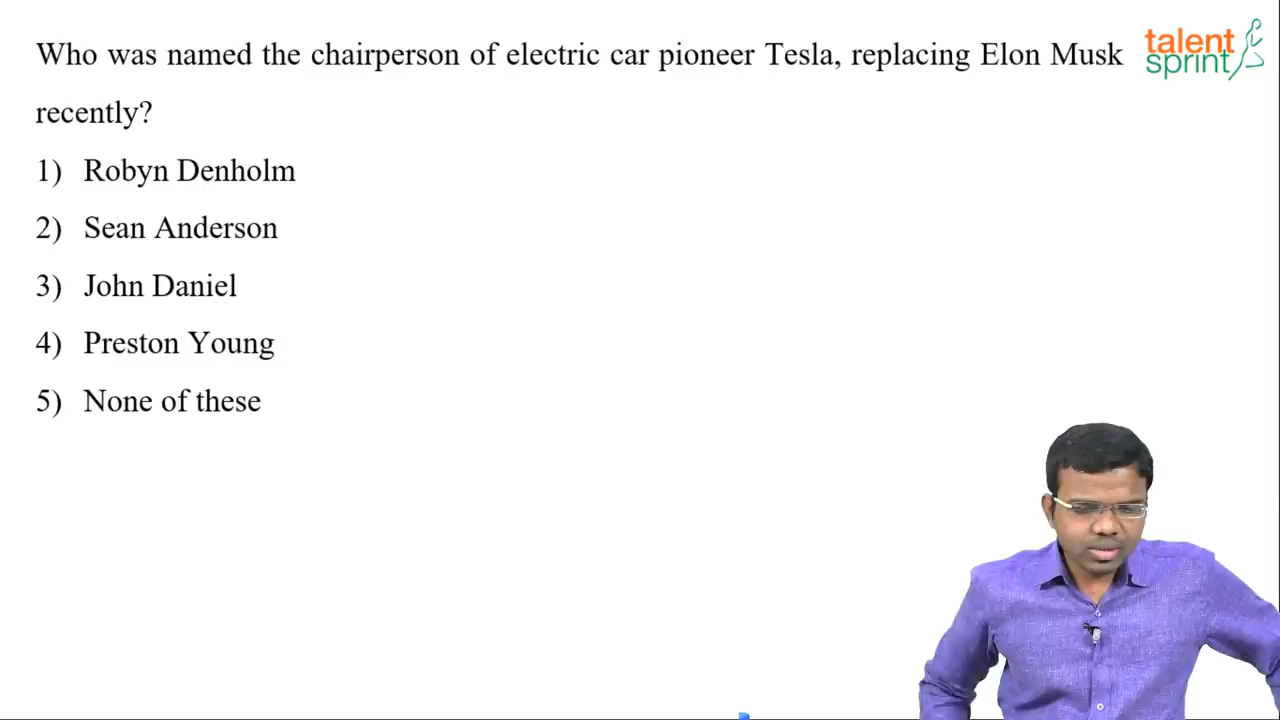 Who was named the chairperson of electric car pioneer Tesla, replacing Elon Musk
recently?
1) Robyn Denholm
2) Sean Anderson
3) John Daniel
4) Preston Young
5) None of these
talent
sprint